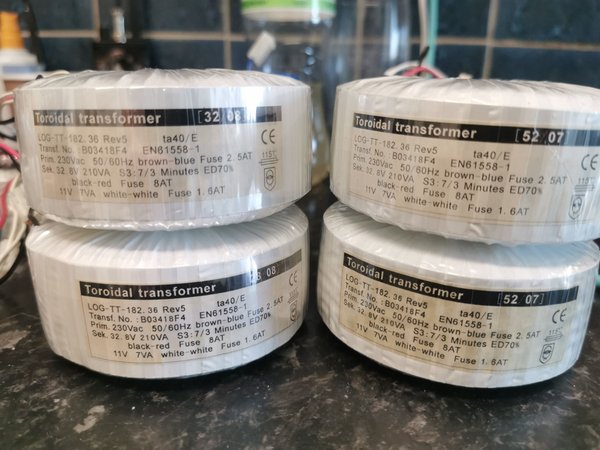 Toroidal transformer [32 08]
LOG-TT-182.36 Rev5 ta40/E
Transf. No.: B03418F4 EN61558-1
Prim. 230Vac 50/60Hz brown-blue Fuse 2.5AT
Sek. 32.8V 210VA S3:7/3 Minutes ED70%
black-red Fuse 8AT
11V 7VA white-white Fuse 1.6AT
CE
115°C
Toroidal transformer [52 07]
LOG-TT-182.36 Rev5 ta40/E
Transf. No.: B03418F4 EN61558-1
Prim. 230Vac 50/60Hz brown-blue Fuse 2.5AT
Sek. 32.8V 210VA S3:7/3 Minutes ED70%
black-red Fuse 8AT
11V 7VA white-white Fuse 1.6AT
CE
115°C
Toroidal transformer 08]
LOG-TT-182.36 Rev5 ta40/E
Transf. No.: B03418F4 EN61558-1
Prim. 230Vac 50/60Hz brown-blue Fuse 2.5AT
Sek. 32.8V 210VA S3:7/3 Minutes ED70%
black-red Fuse 8AT
11V 7VA white-white Fuse 1.6AT
CE
Toroidal transformer [52 07]
LOG-TT-182.36 Rev5 ta40/E
Transf. No.: B03418F4 EN61558-1
Prim. 230Vac 50/60Hz brown-blue Fuse 2.5AT
Sek. 32.8V 210VA S3:7/3 Minutes ED70%
black-red Fuse 8AT
11V 7VA white-white Fuse 1.6AT
CE